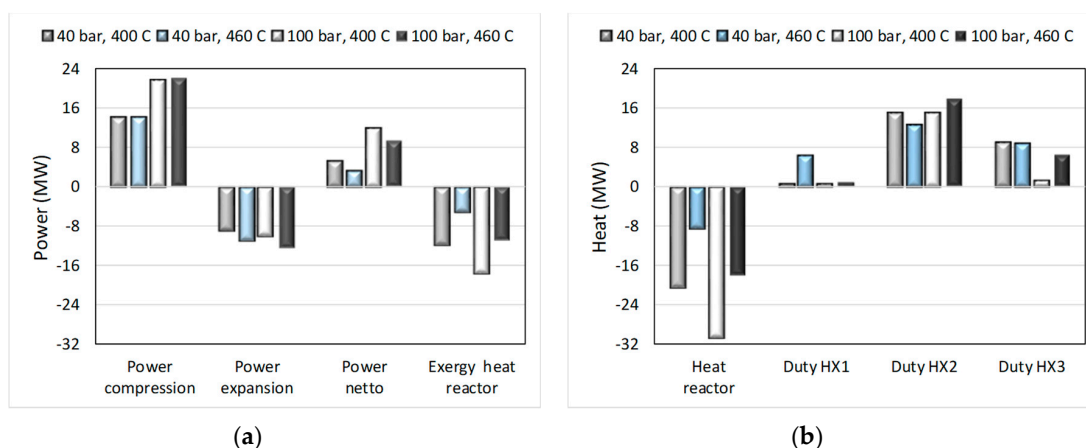 40 bar, 400 C 40 bar, 460 C 100 bar, 400 C 100 bar, 460 C
Power (MW)
24
16
8
0
-8
-16
-24
-32
Power compression
Power expansion
Power netto
Exergy heat reactor
(a)
40 bar, 400 C 40 bar, 460 C 100 bar, 400 C 100 bar, 460 C
Heat (MW)
24
16
8
0
-8
-16
-24
-32
Heat reactor
Duty HX1
Duty HX2
Duty HX3
(b)